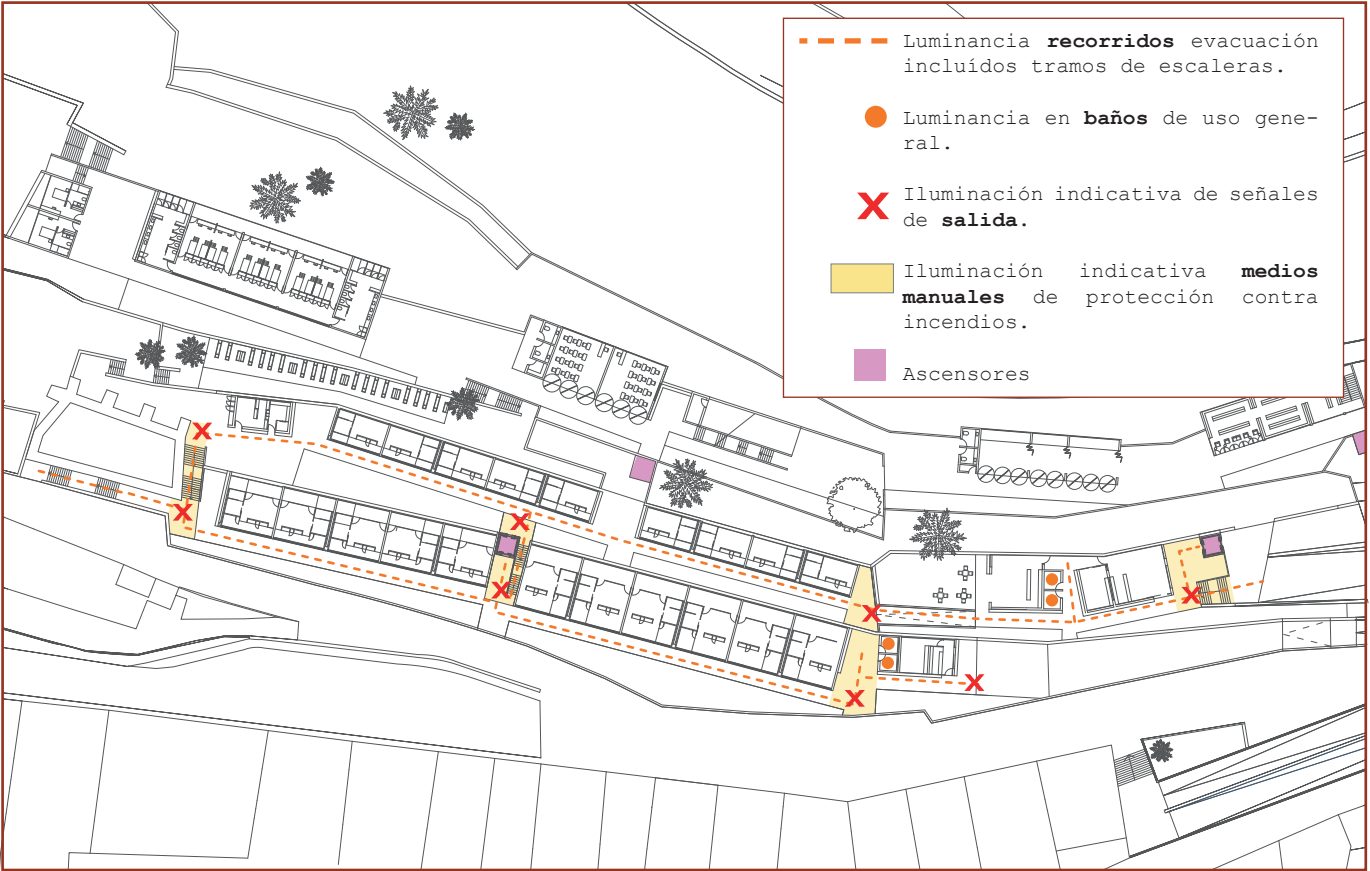 Luminancia recorridos evacuación
incluídos tramos de escaleras.
Luminancia en baños de uso gene-
ral.
Iluminación indicativa de señales
de salida.
Iluminación indicativa medios
manuales de protección contra
incendios.
Ascensores